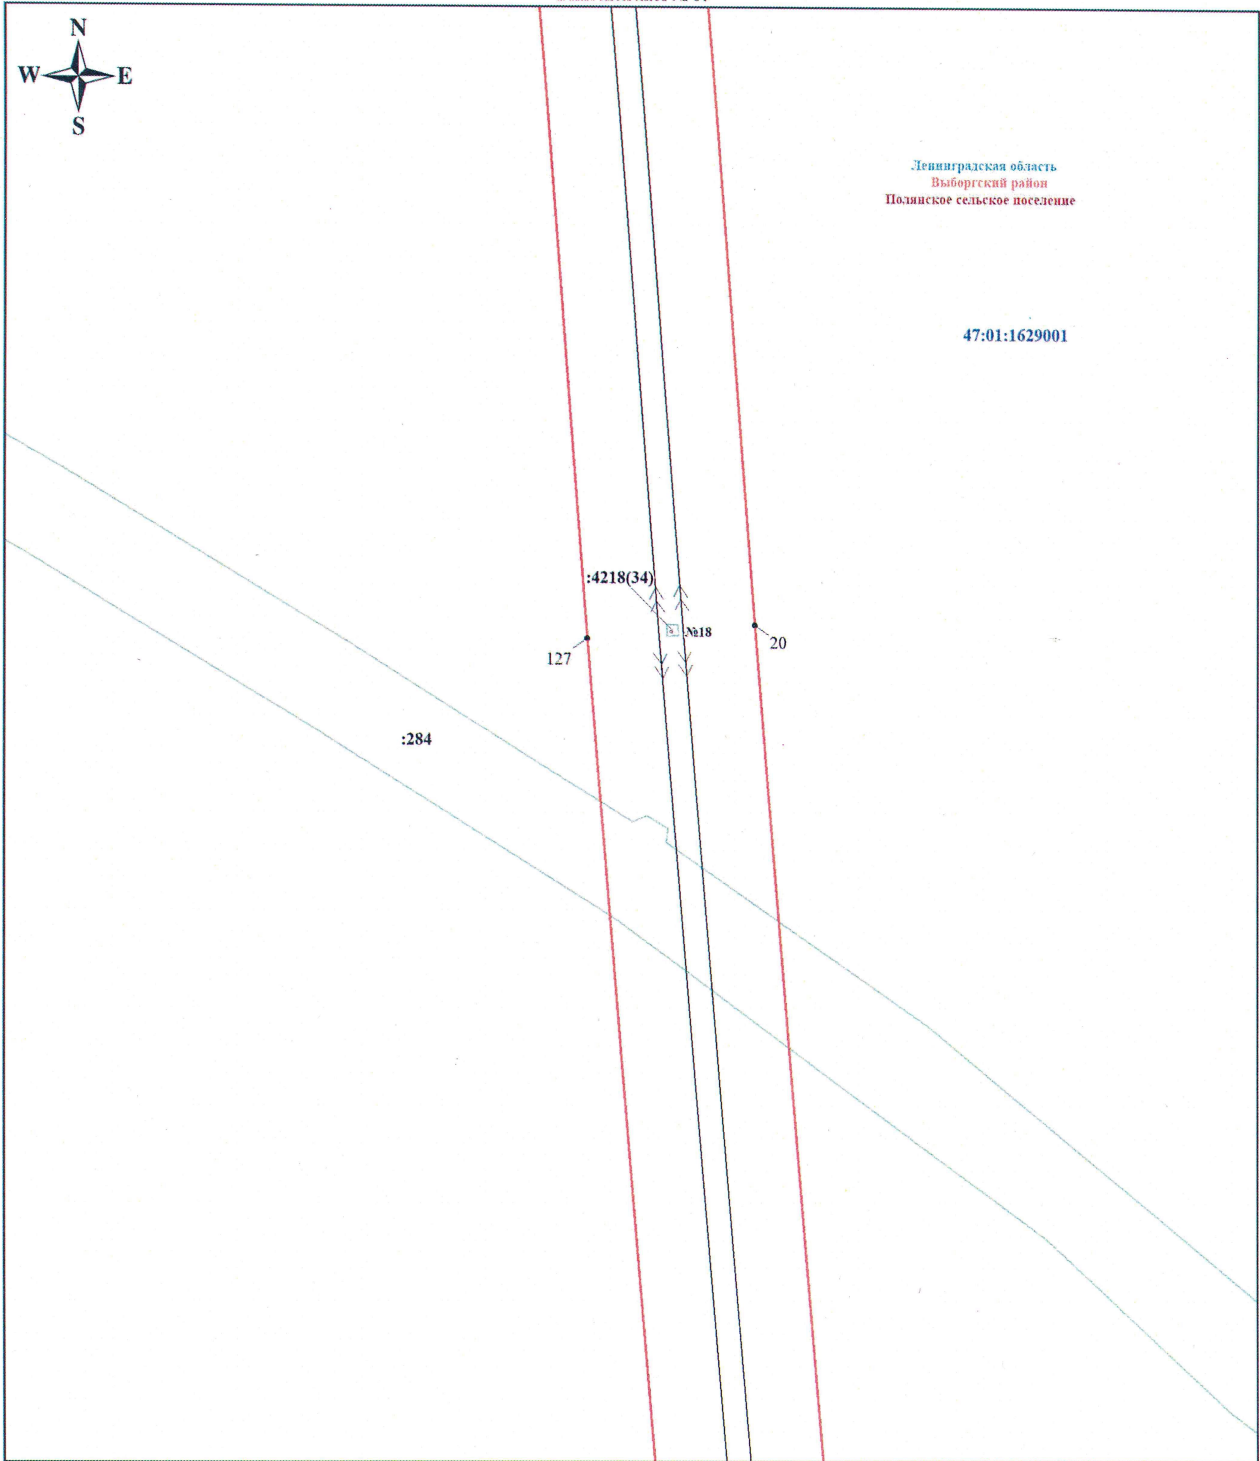 N
W E
S
Ленинградская область
Выборгский район
Полянское сельское поселение
47:01:1629001
:4218(34)
№18
127
20
:284